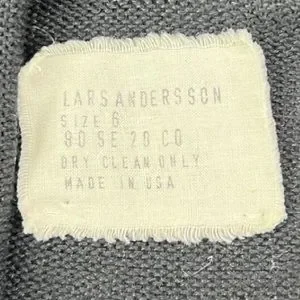 LARS ANDERSSON
SIZE 6
80 SE 20 CO
DRY CLEAN ONLY
MADE IN USA